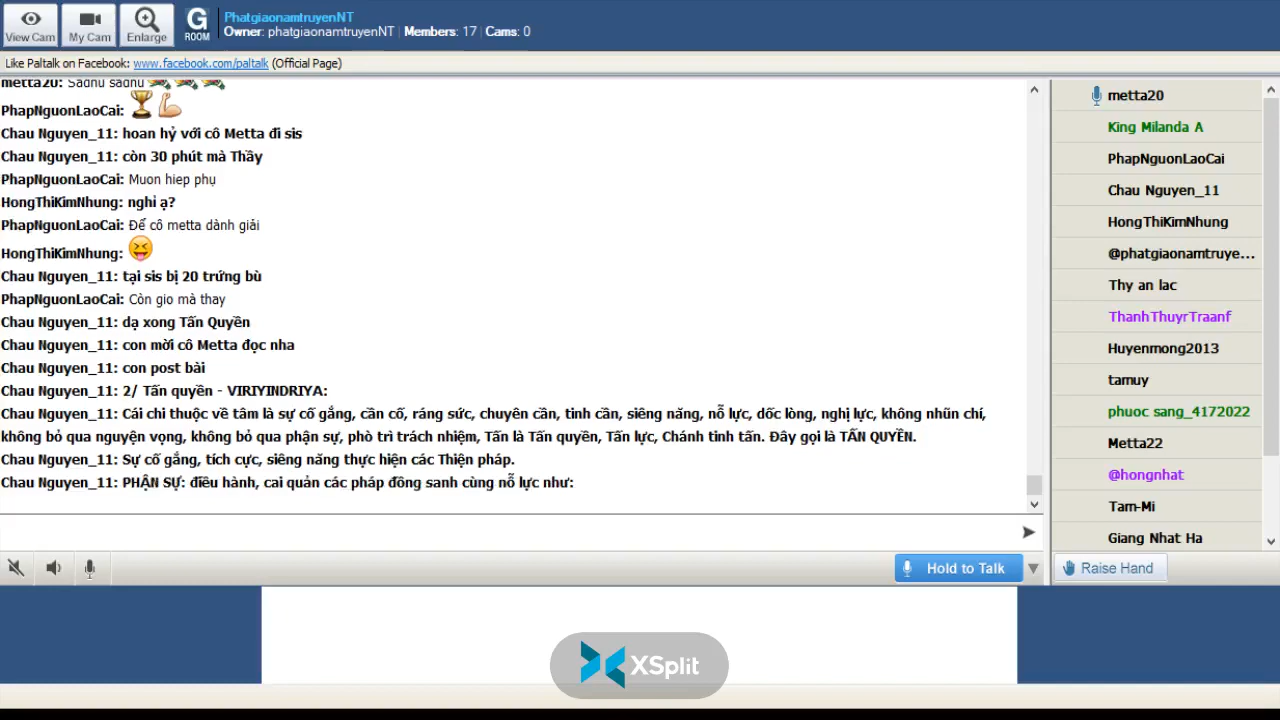 View Cam
My Cam
Enlarge
G
ROOM
PhatgiaonamtruyenNT
Owner: phatgiaonamtruyenNT | Members: 17 | Cams: 0
Like Paltalk on Facebook: www.facebook.com/paltalk (Official Page)
metta20: Sadhu sadhu
PhapNguonLaoCai:
Chau Nguyen_11: hoan hỷ với cô Metta đi sis
Chau Nguyen_11: còn 30 phút mà Thầy
PhapNguonLaoCai: Muon hiep phụ
HongThiKimNhung: nghỉ ạ?
PhapNguonLaoCai: Để cô metta dành giải
HongThiKimNhung:
Chau Nguyen_11: tại sis bị 20 trứng bù
PhapNguonLaoCai: Còn gio mà thay
Chau Nguyen_11: dạ xong Tấn Quyền
Chau Nguyen_11: con mời cô Metta đọc nha
Chau Nguyen_11: con post bài
Chau Nguyen_11: 2/ Tấn quyền - VIRIYINDRIYA:
Chau Nguyen_11: Cái chi thuộc về tâm là sự cố gắng, cần cố, ráng sức, chuyên cần, tinh cần, siêng năng, nỗ lực, dốc lòng, nghị lực, không nhũn chí,
không bỏ qua nguyện vọng, không bỏ qua phận sự, phò trì trách nhiệm, Tấn là Tấn quyền, Tấn lực, Chánh tinh tấn. Đây gọi là TẤN QUYỀN.
Chau Nguyen_11: Sự cố gắng, tích cực, siêng năng thực hiện các Thiện pháp.
Chau Nguyen_11: PHẬN SỰ: điều hành, cai quản các pháp đồng sanh cùng nỗ lực như:
metta20
King Milanda A
PhapNguonLaoCai
Chau Nguyen_11
HongThiKimNhung
@phatgiaonamtruye...
Thy an lac
ThanhThuyrTraanf
Huyenmong2013
tamuy
phuoc sang_4172022
Metta22
@hongnhat
Tam-Mi
Giang Nhat Ha
Hold to Talk
Raise Hand
XSplit